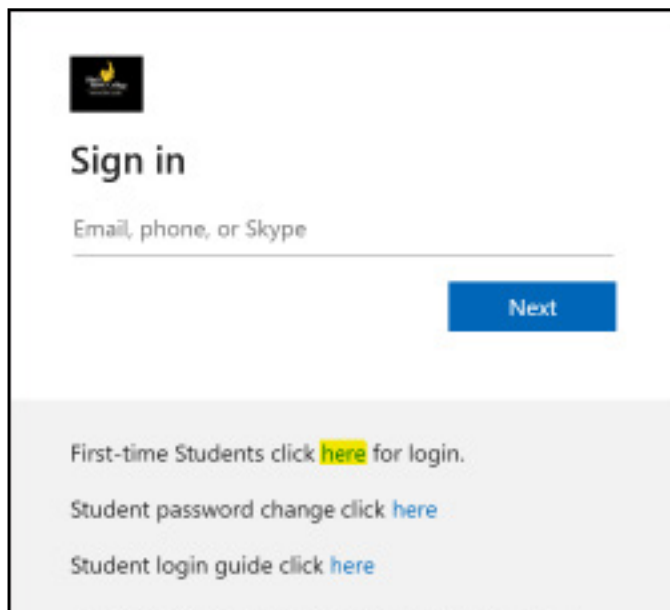 Sign in
Email, phone, or Skype
Next
First-time Students click here for login.
Student password change click here
Student login guide click here